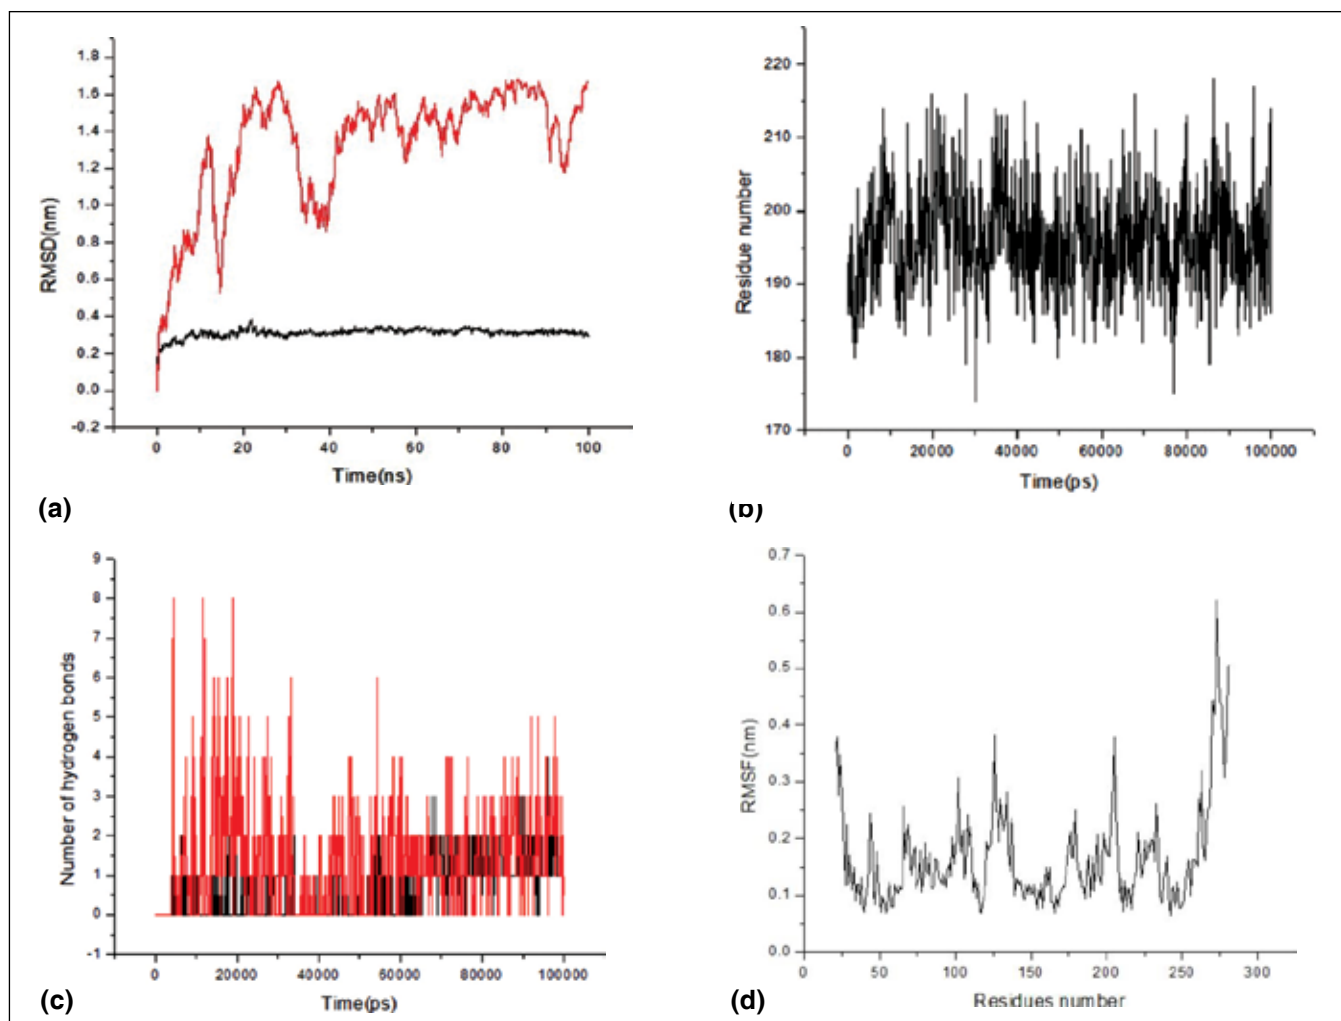 1.8
1.6
1.4
1.2
1.0
0.8
0.6
0.4
0.2
0.0
-0.2
RMSD(nm)
0 20 40 60 80 100
Time(ns)
(a)
220
210
200
190
180
170
Residue number
0 20000 40000 60000 80000 100000
Time(ps)
(b)
9
8
7
6
5
4
3
2
1
0
-1
Number of hydrogen bonds
0 20000 40000 60000 80000 100000
Time(ps)
(c)
0.7
0.6
0.5
0.4
0.3
0.2
0.1
0.0
RMSF(nm)
50 100 150 200 250 300
Residues number
(d)